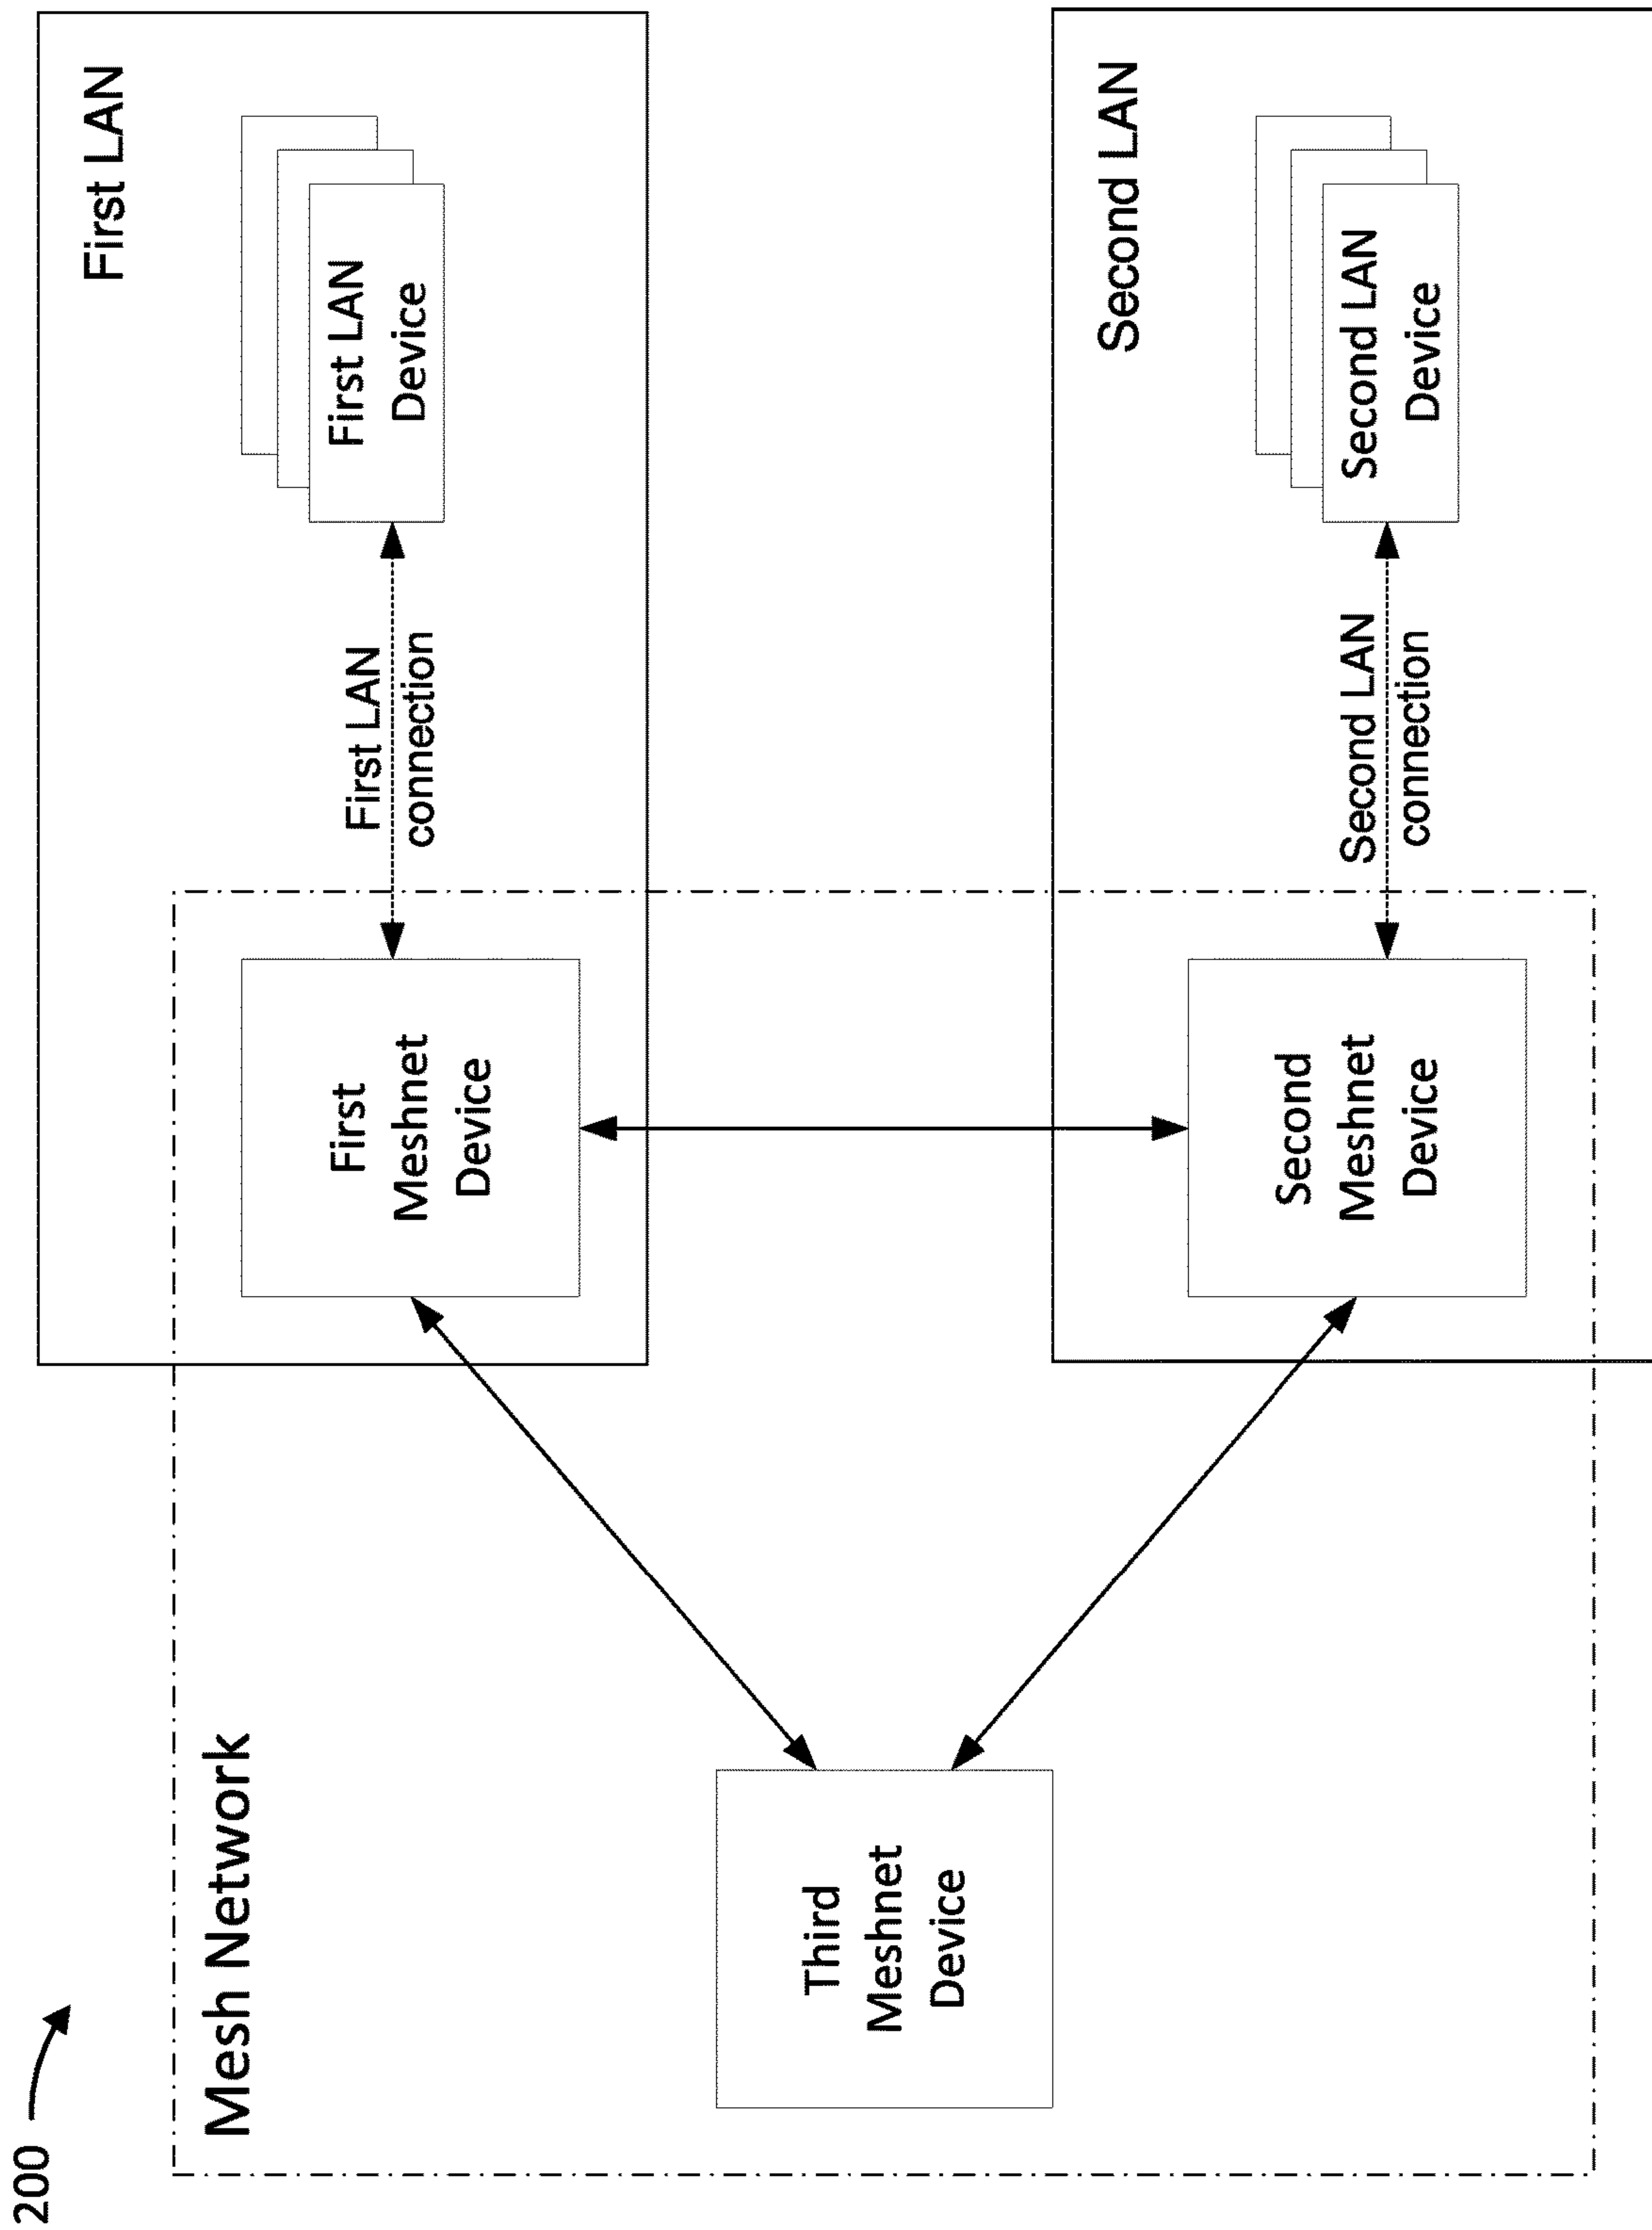 200
Mesh Network
First LAN
First
Meshnet
Device
First LAN
connection
First LAN
Device
Third
Meshnet
Device
Second LAN
Second
Meshnet
Device
Second LAN
connection
Second LAN
Device